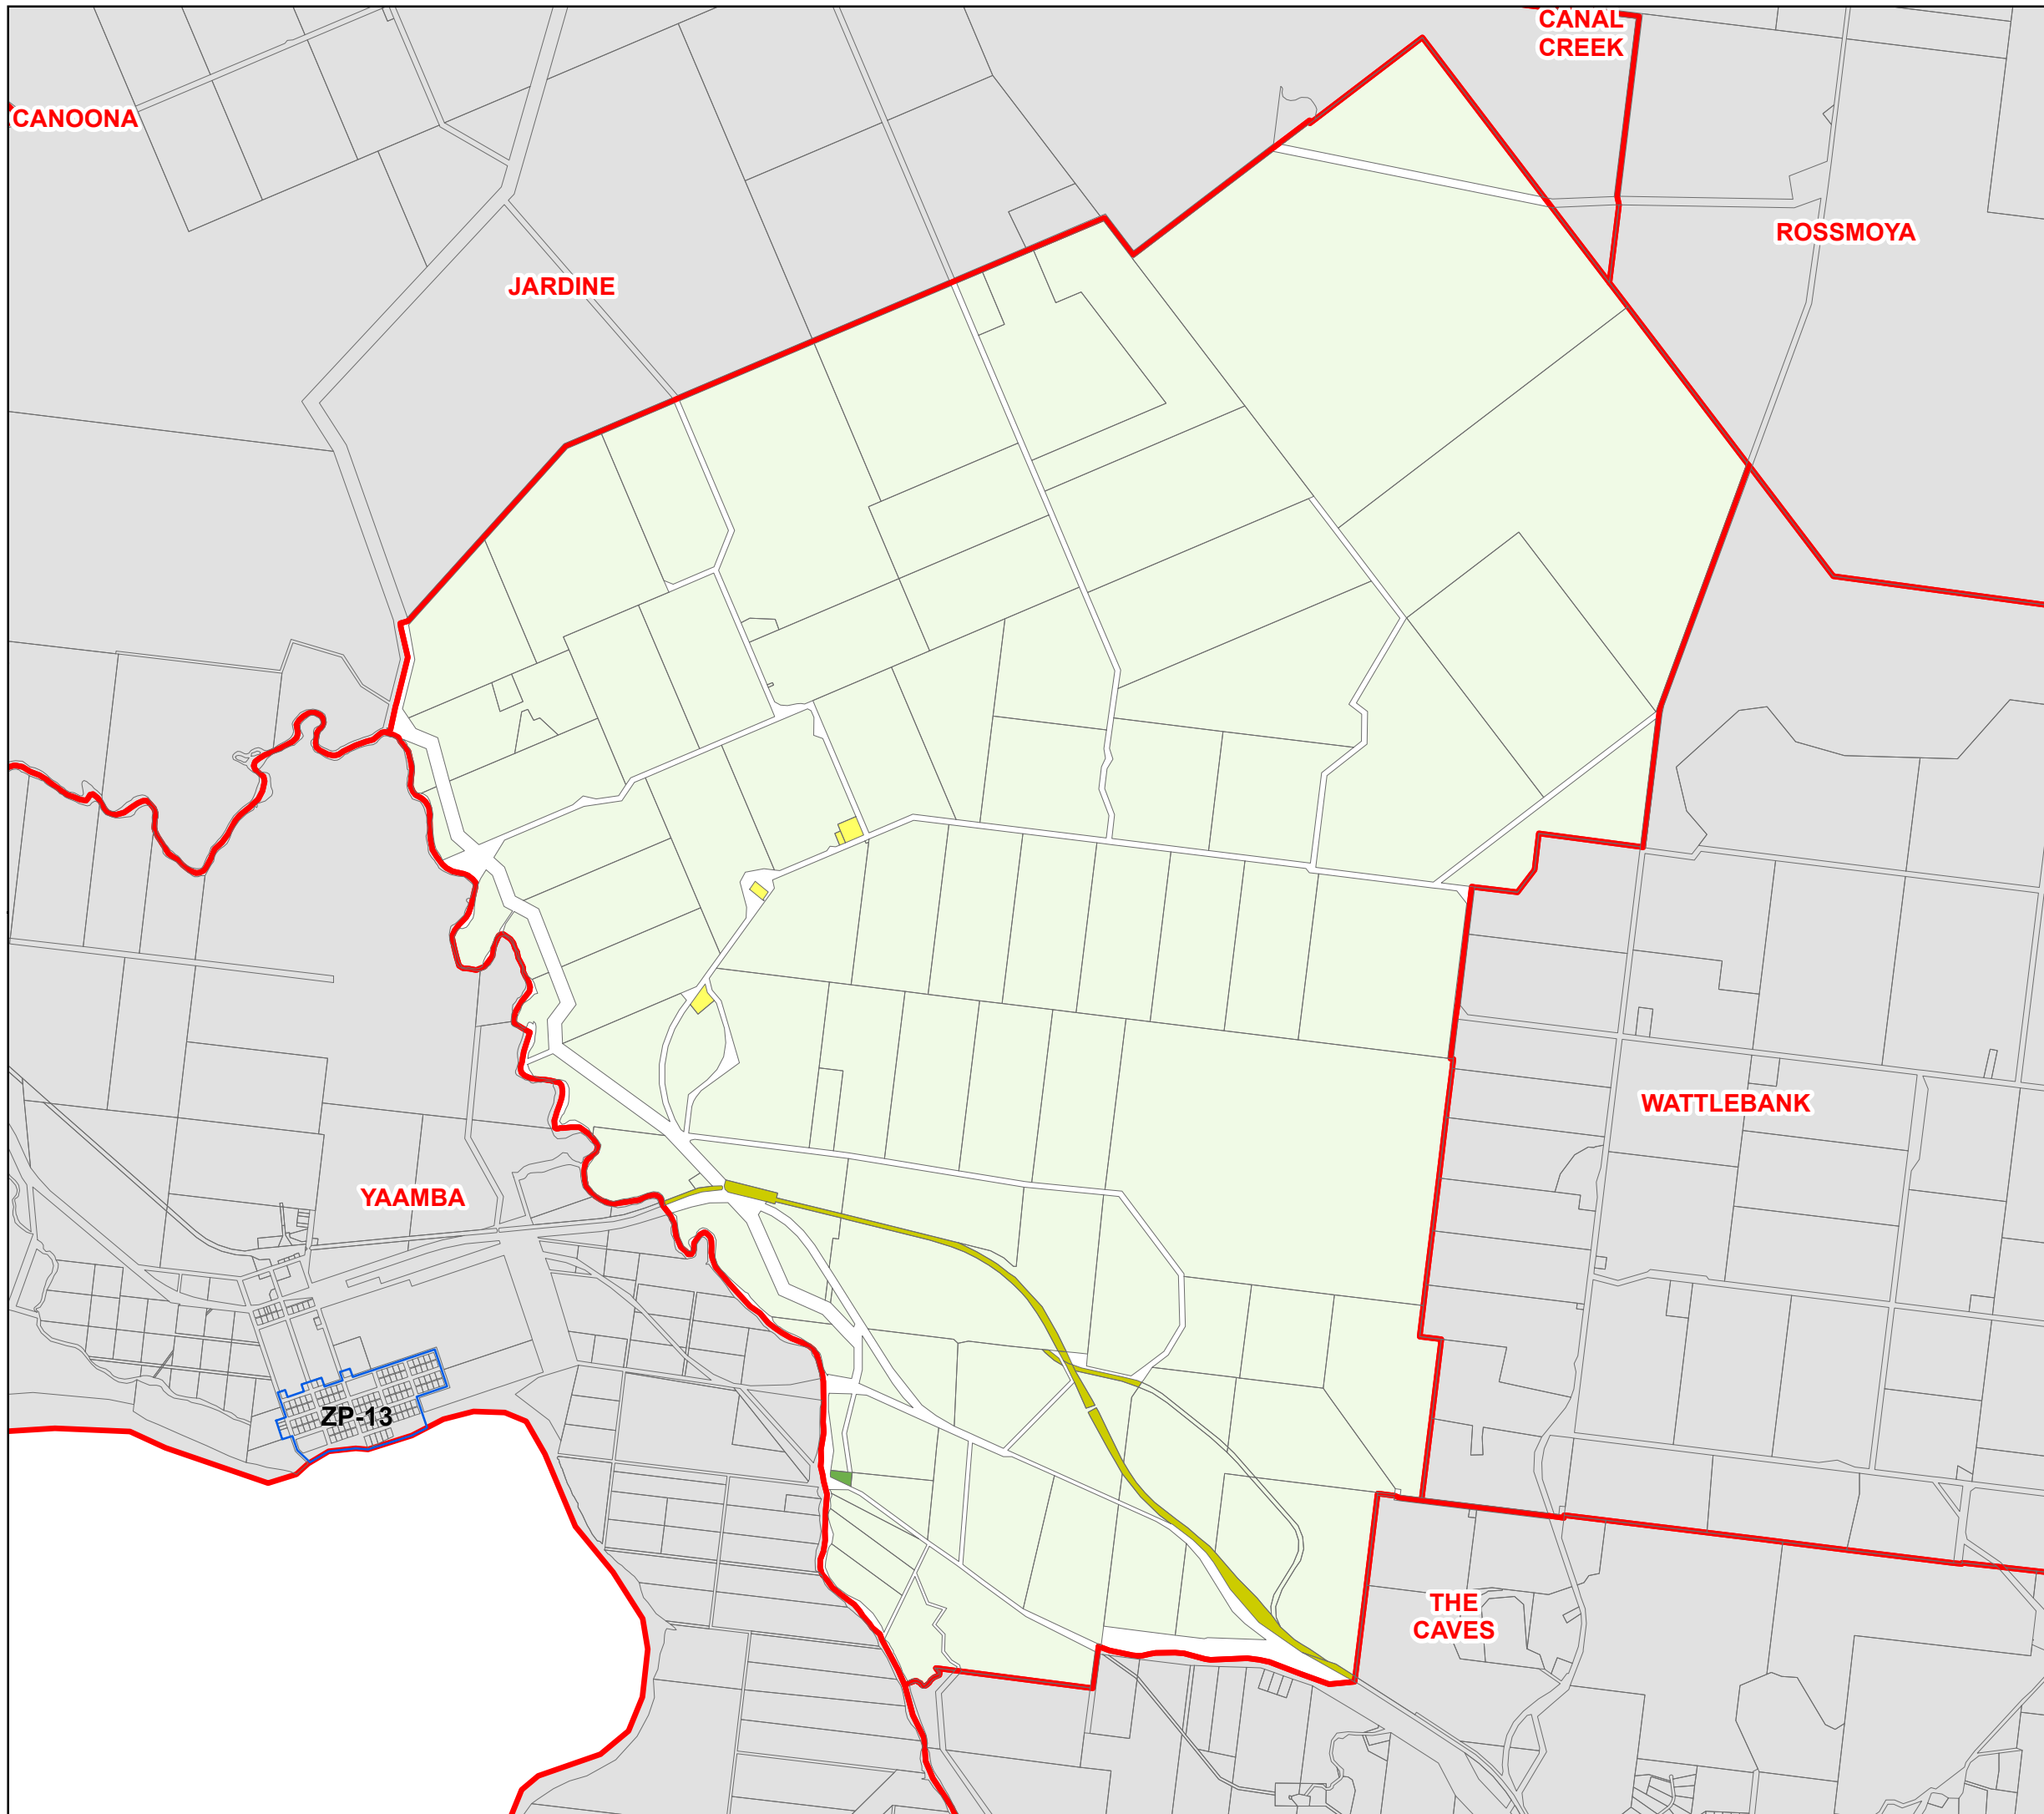 CANAL
CREEK
CANOONA
ROSSMOYA
JARDINE
WATTLEBANK
YAAMBA
ZP-13
THE
CAVES